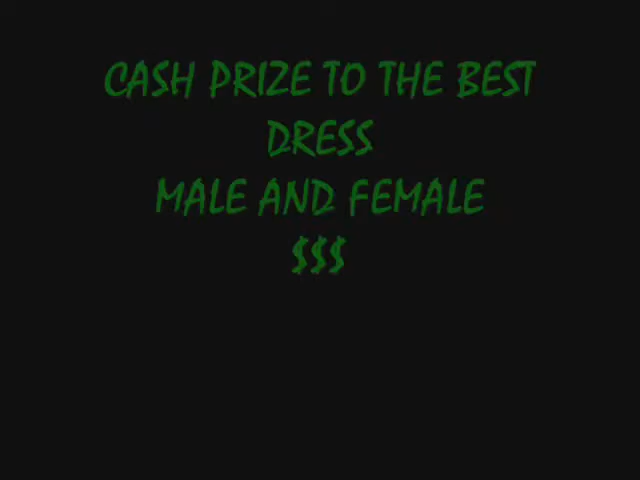 CASH PRIZE TO THE BEST
DRESS
MALE AND FEMALE
$$$